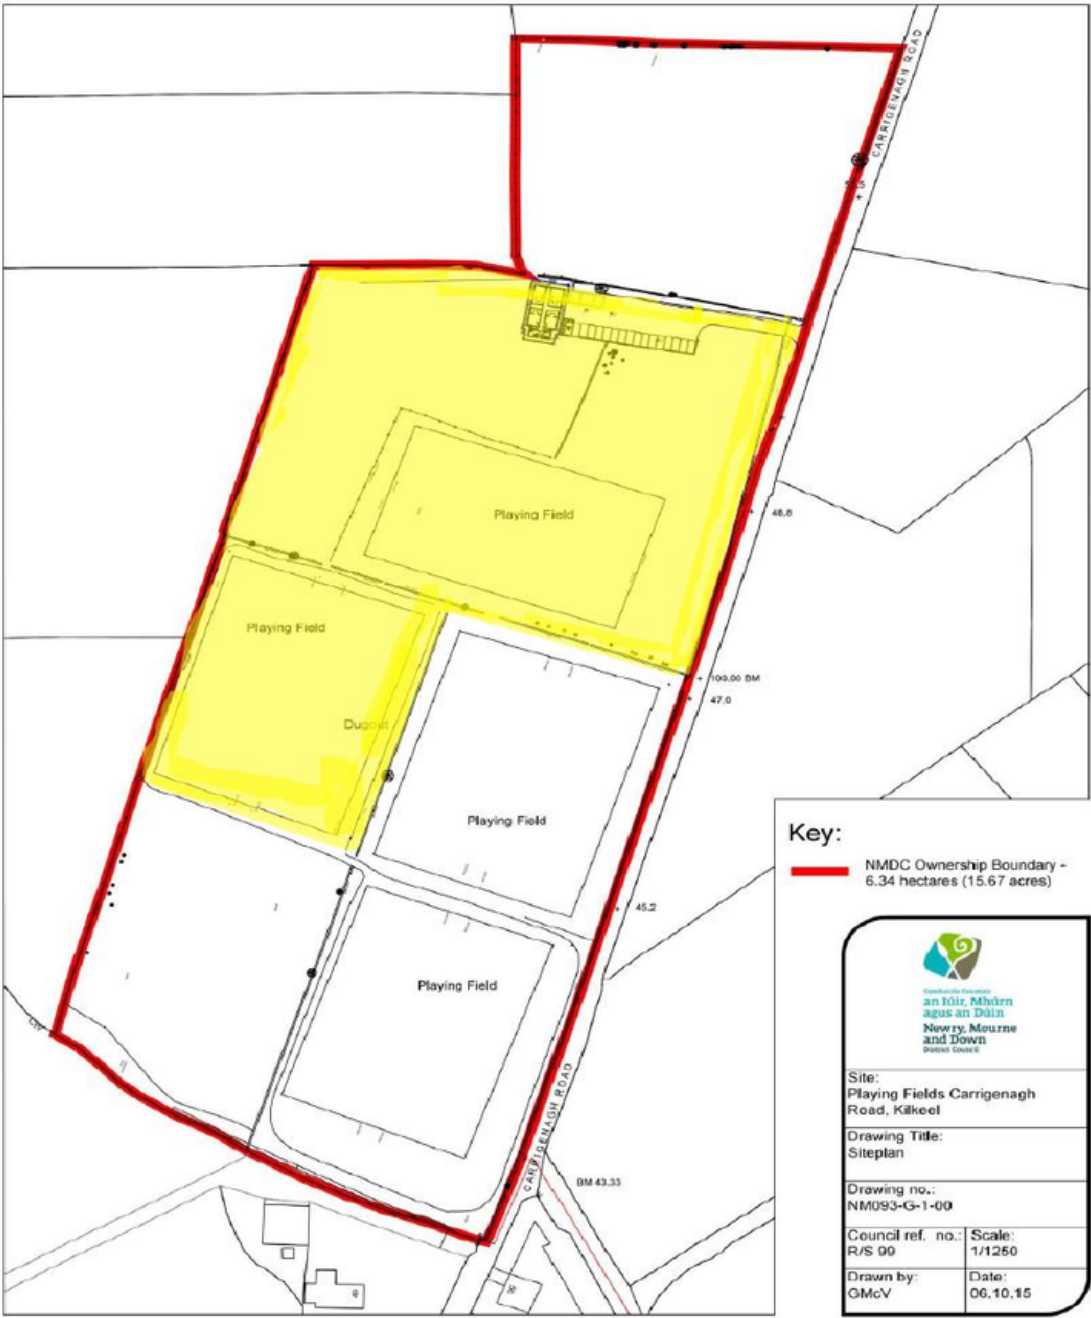 CARRIGENAGH ROAD
Playing Field
48.8
Playing Field
100.00 BM
47.0
Dugout
Playing Field
45.2
Playing Field
CARRIGENAGH ROAD
BM 43.33
Key:
NMDC Ownership Boundary -
6.34 hectares (15.67 acres)
an Iúir, Mhúrn
agus an Dúin
Newry, Mourne
and Down
District Council
Site:
Playing Fields Carrigenagh
Road, Kilkeel
Drawing Title:
Siteplan
Drawing no.:
NM093-G-1-00
Council ref. no.:
R/S 99
Scale:
1/1250
Drawn by:
GMcV
Date:
06.10.15